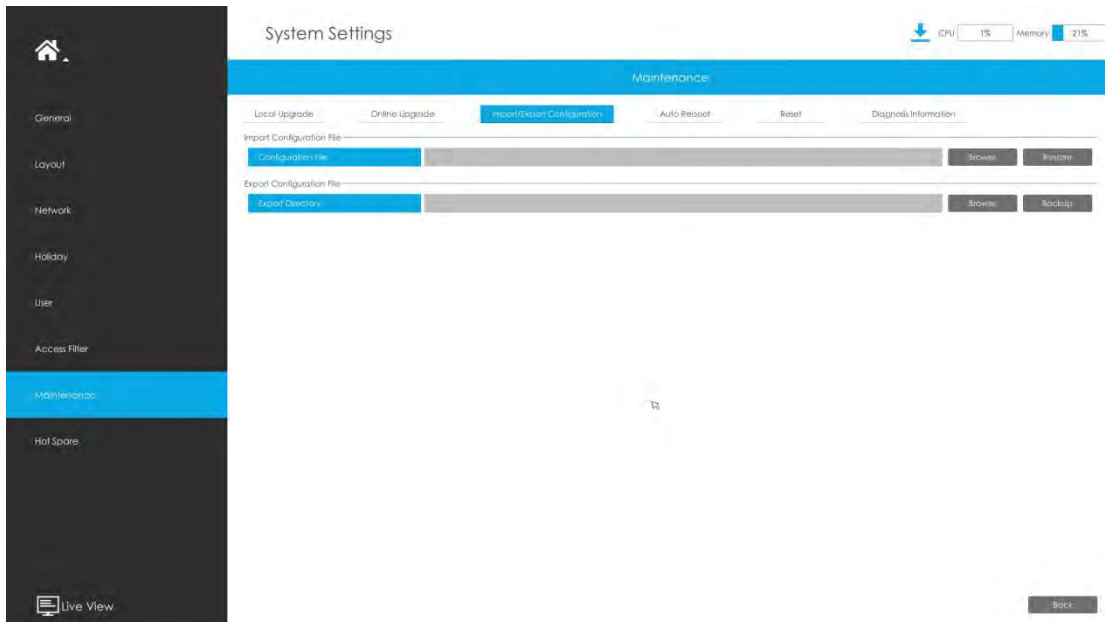 System Settings
CPU 1% Memory 21%
Maintenance
General
Layout
Network
Holiday
User
Access Filter
Maintenance
Hot Spare
Live View
Local Upgrade Online Upgrade Import/Export Configuration Auto Reboot Reset Diagnosis Information
Import Configuration File
Configuration File Browse Restore
Export Configuration File
Export Directory Browse Backup
Back